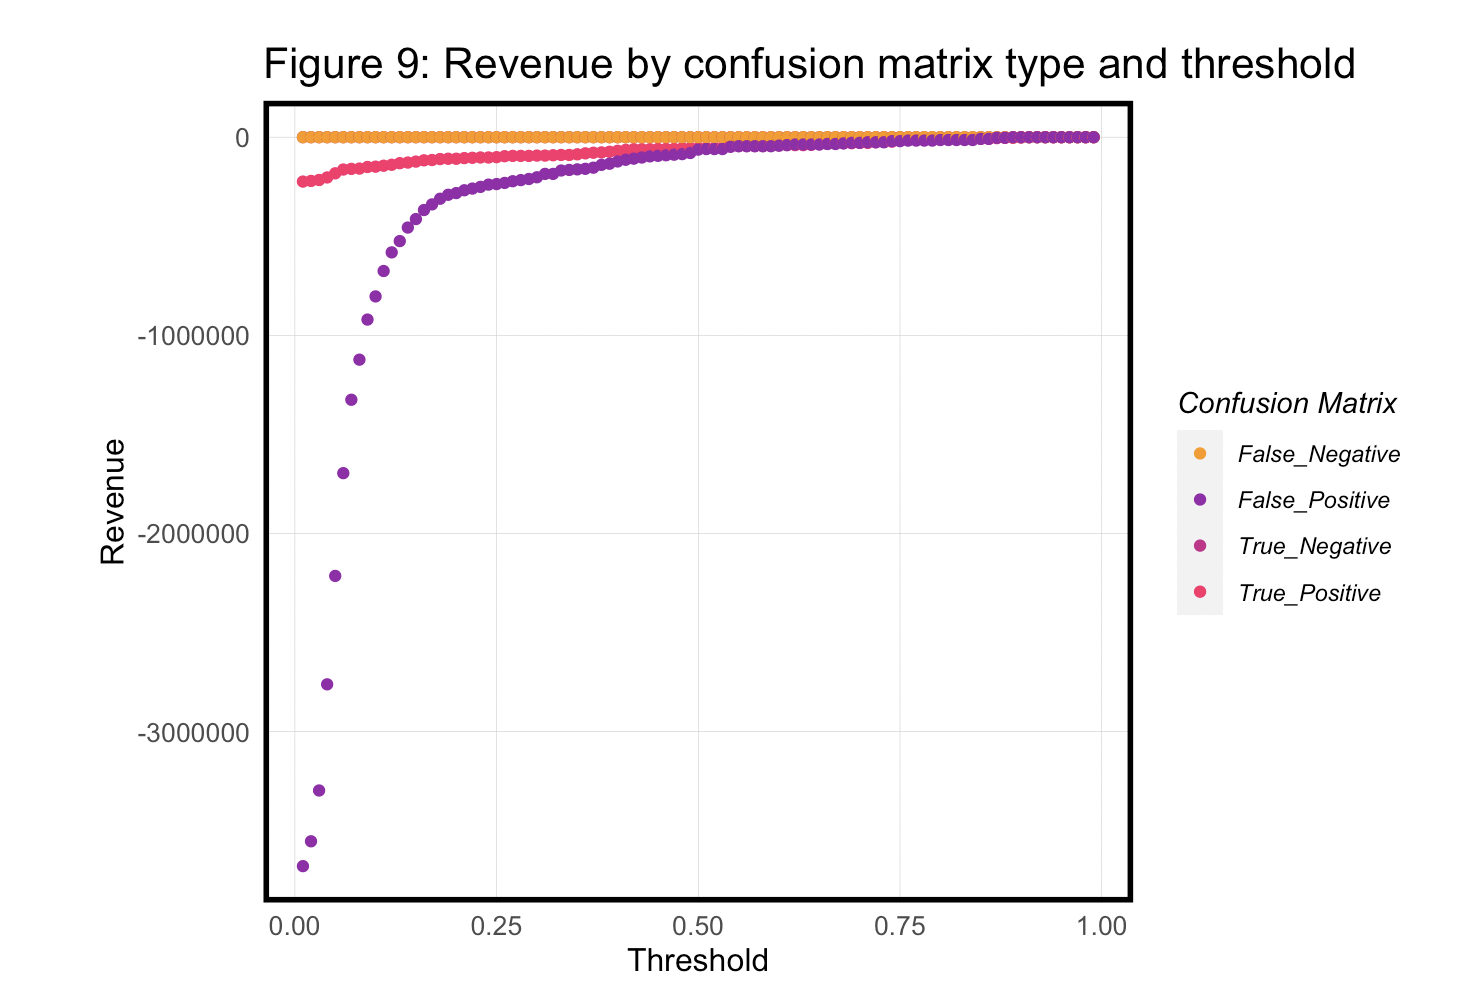 Figure 9: Revenue by confusion matrix type and threshold
0
-1000000
-2000000
-3000000
Revenue
0.00 0.25 0.50 0.75 1.00
Threshold
Confusion Matrix
False_Negative
False_Positive
True_Negative
True_Positive